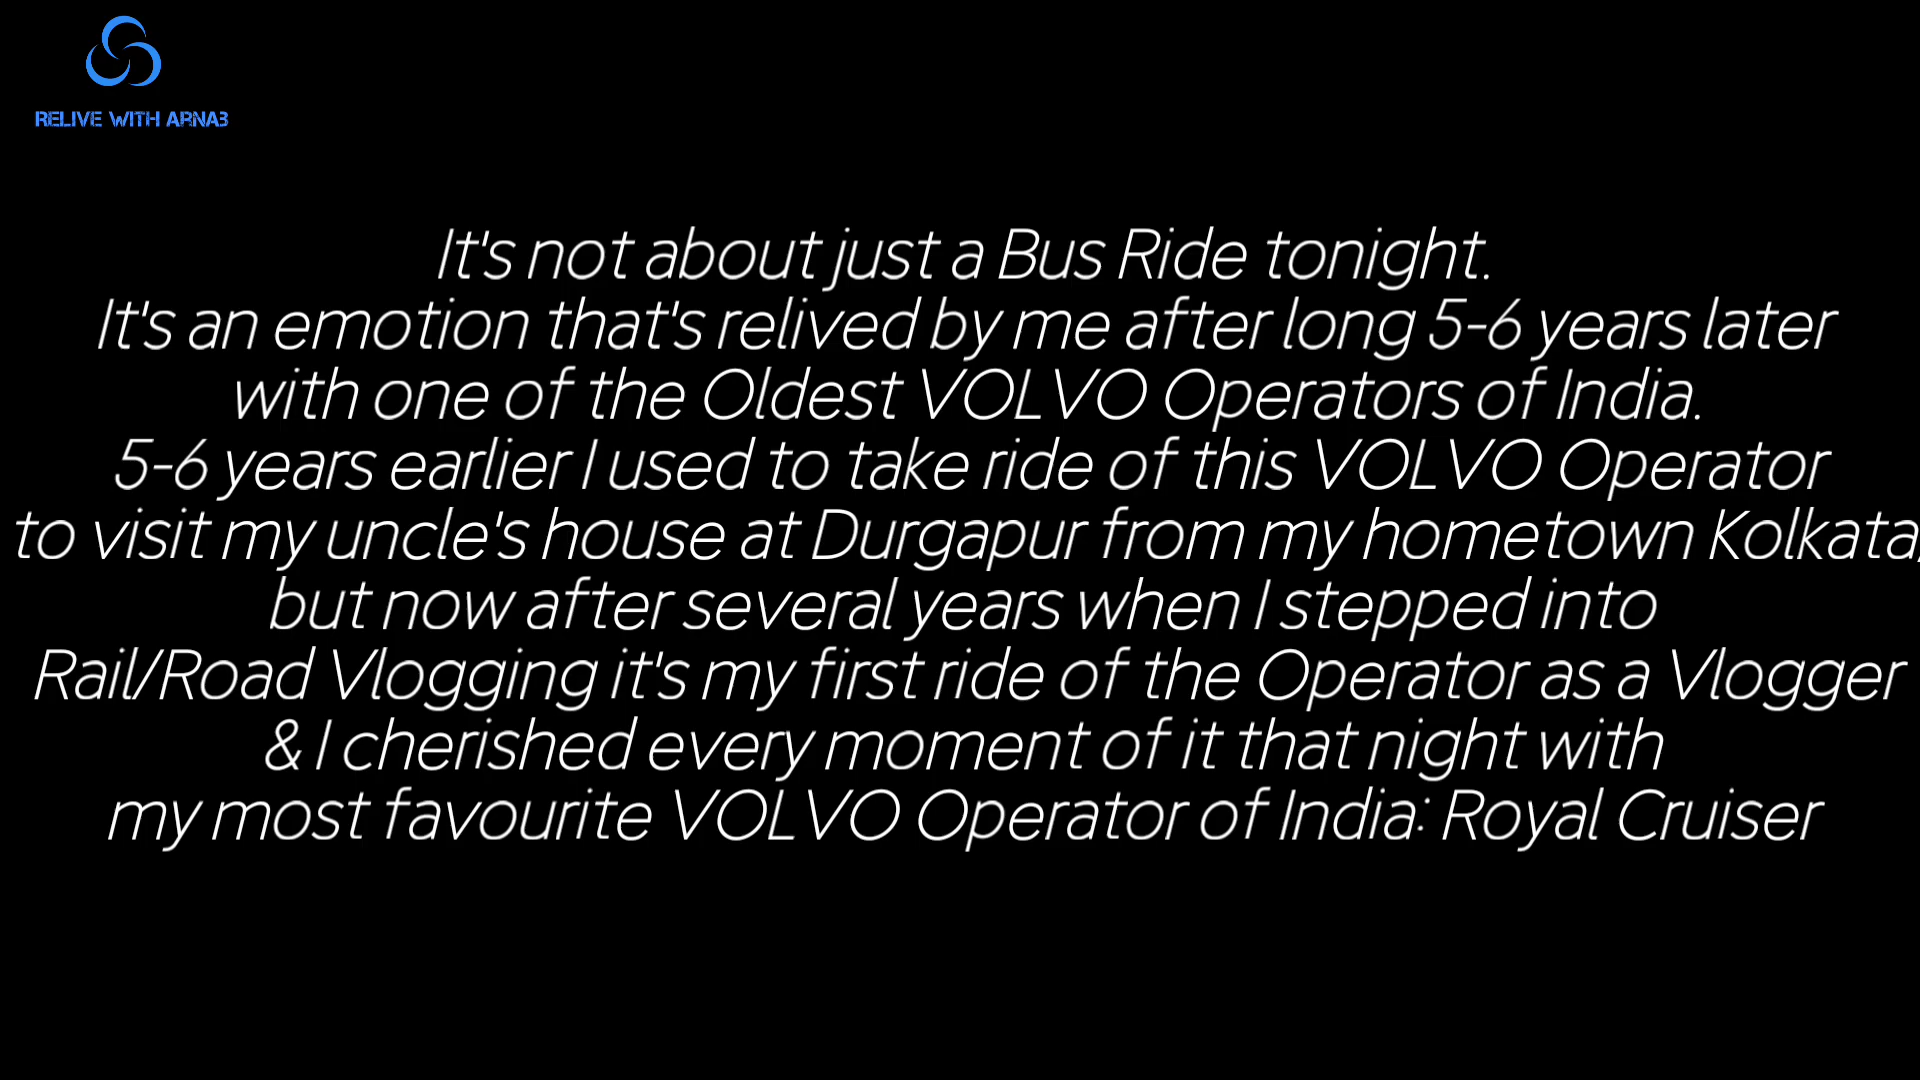 RELIVE WITH ARNAB
It's not about just a Bus Ride tonight.
It's an emotion that's relived by me after long 5-6 years later
with one of the Oldest VOLVO Operators of India.
5-6 years earlier I used to take ride of this VOLVO Operator
to visit my uncle's house at Durgapur from my hometown Kolkata,
but now after several years when I stepped into
Rail/Road Vlogging it's my first ride of the Operator as a Vlogger
& I cherished every moment of it that night with
my most favourite VOLVO Operator of India: Royal Cruiser